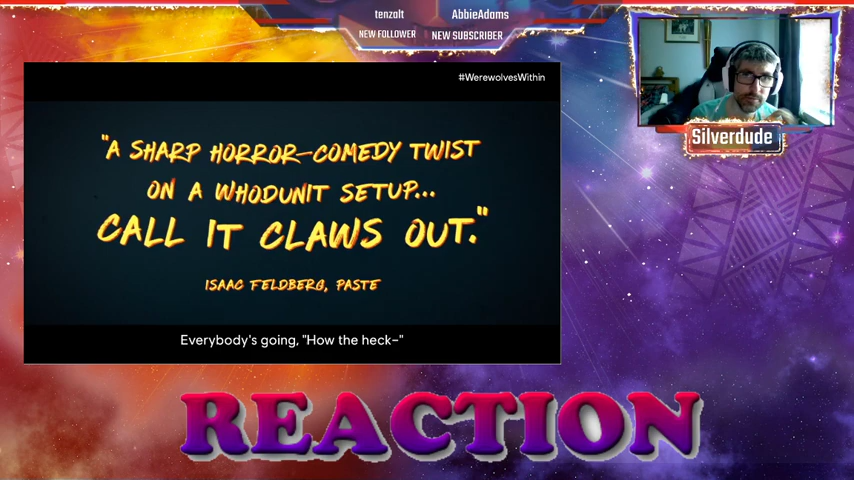 tenzalt AbbieAdams
NEW FOLLOWER NEW SUBSCRIBER
#WerewolvesWithin
"A SHARP HORROR-COMEDY TWIST
ON A WHODUNIT SETUP...
CALL IT CLAWS OUT."
ISAAC FELDBERG, PASTE
Everybody's going, "How the heck–"
Silverdude
REACTION